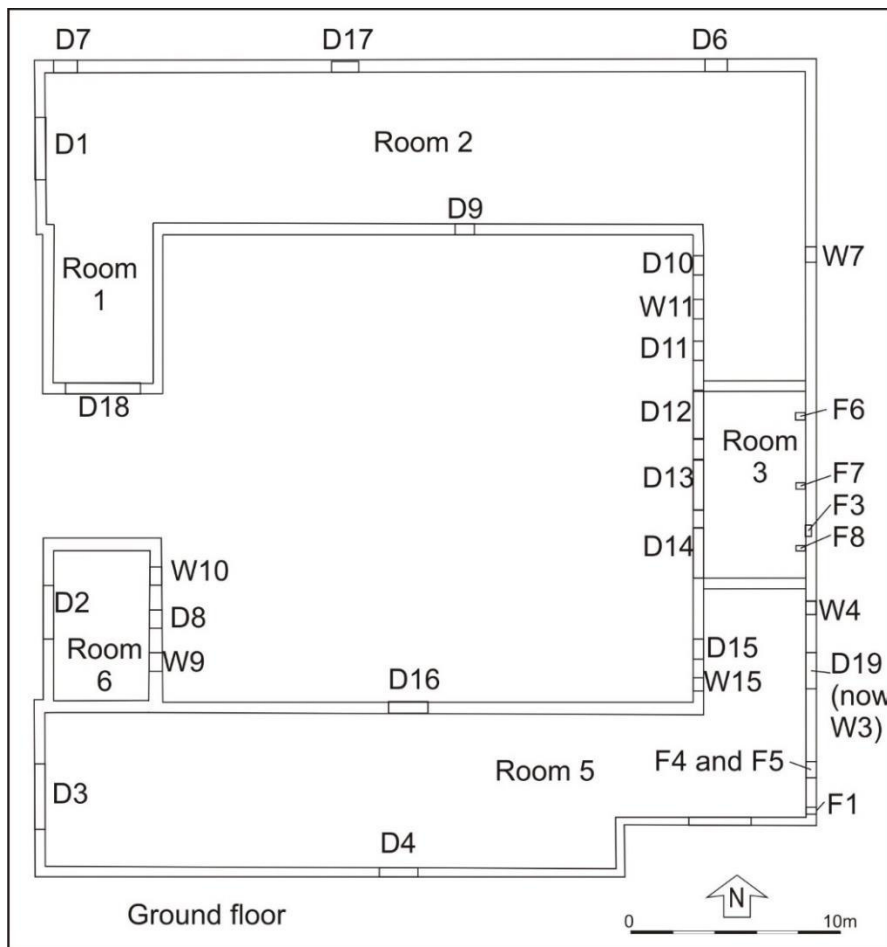 D7
D17
D6
D1
Room 2
D9
Room
1
D10
W7
W11
D11
D18
D12
F6
Room
3
D13
F7
F3
D14
F8
W10
D2
D8
W4
Room
6
W9
D15
D19
(now
W3)
D16
W15
Room 5
F4 and F5
D3
F1
D4
N
Ground floor
0
10m